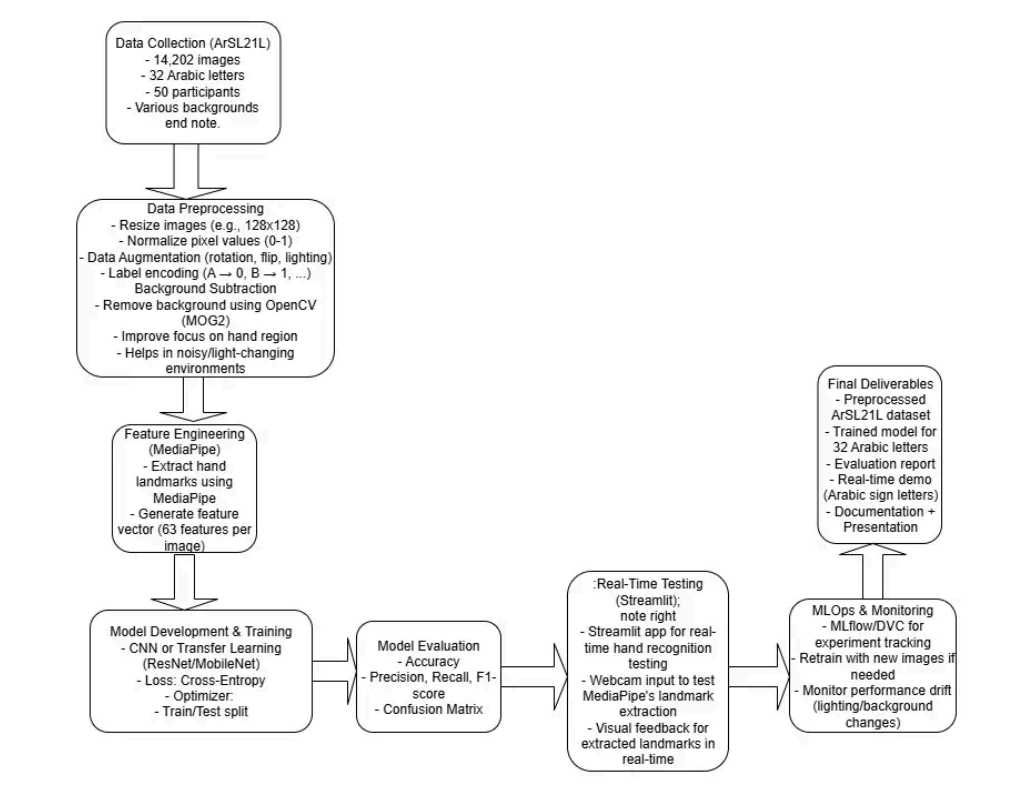 Data Collection (ArSL21L)
- 14,202 images
- 32 Arabic letters
- 50 participants
- Various backgrounds
end note.
Data Preprocessing
- Resize images (e.g., 128x128)
- Normalize pixel values (0-1)
- Data Augmentation (rotation, flip, lighting)
- Label encoding (A → 0, B → 1, ...)
Background Subtraction
- Remove background using OpenCV
(MOG2)
- Improve focus on hand region
- Helps in noisy/light-changing
environments
Feature Engineering
(MediaPipe)
- Extract hand
landmarks using
MediaPipe
- Generate feature
vector (63 features per
image)
Model Development & Training
- CNN or Transfer Learning
(ResNet/MobileNet)
- Loss: Cross-Entropy
- Optimizer:
- Train/Test split
Model Evaluation
- Accuracy
- Precision, Recall, F1-
score
- Confusion Matrix
:Real-Time Testing
(Streamlit);
note right
- Streamlit app for real-
time hand recognition
testing
- Webcam input to test
MediaPipe's landmark
extraction
- Visual feedback for
extracted landmarks in
real-time
MLOps & Monitoring
- MLflow/DVC for
experiment tracking
- Retrain with new images if
needed
- Monitor performance drift
(lighting/background
changes)
Final Deliverables
- Preprocessed
ArSL21L dataset
- Trained model for
32 Arabic letters
- Evaluation report
- Real-time demo
(Arabic sign letters)
- Documentation +
Presentation